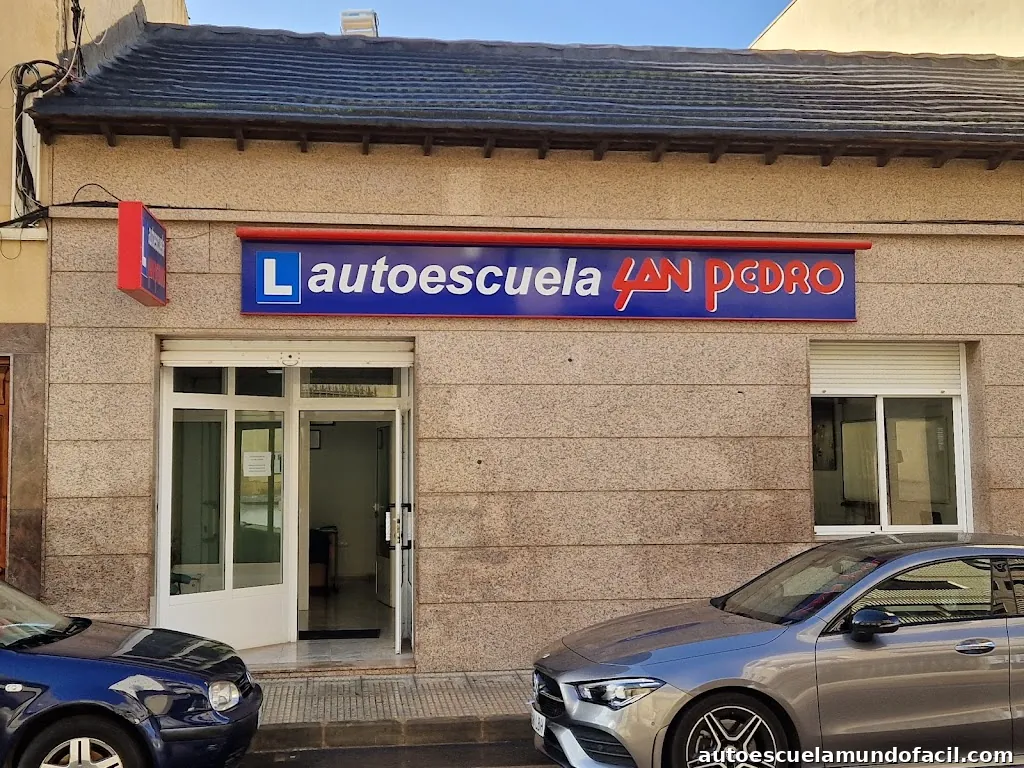 L autoescuela SAN PEDRO
autoescuelamundofacil.com